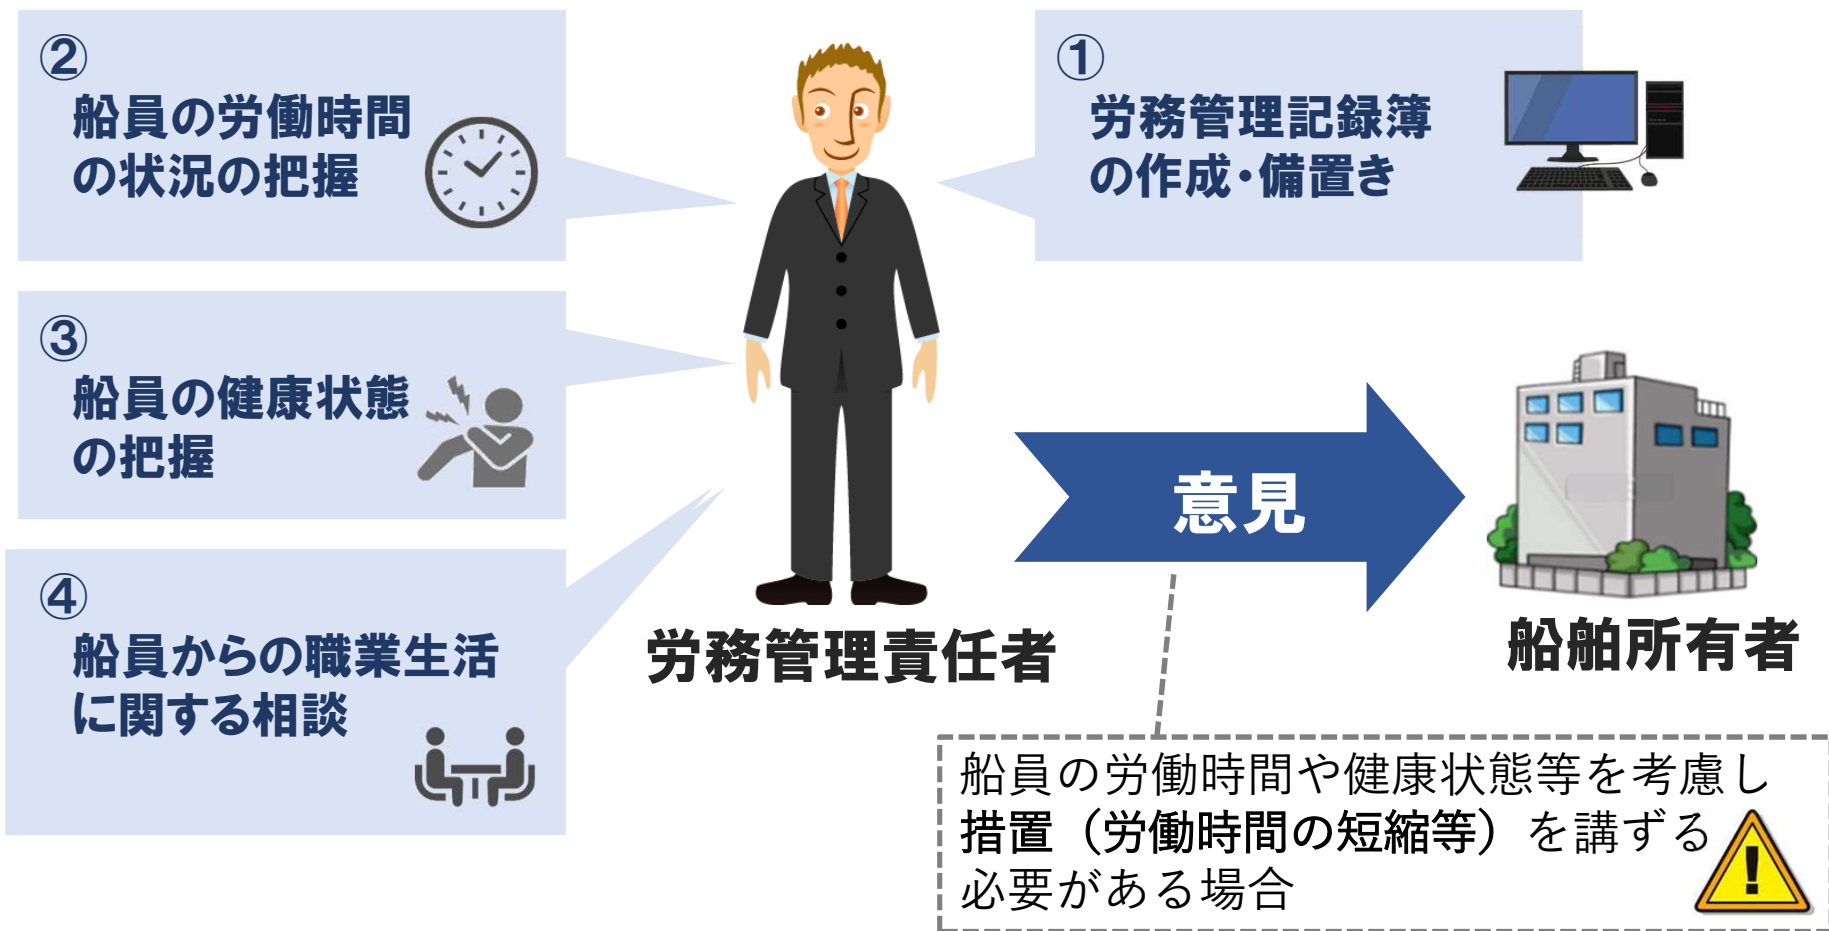 ①
労務管理記録簿
の作成・備置き
②
船員の労働時間
の状況の把握
③
船員の健康状態
の把握
④
船員からの職業生活
に関する相談
労務管理責任者
意見
船舶所有者
船員の労働時間や健康状態等を考慮し
措置（労働時間の短縮等）を講ずる
必要がある場合